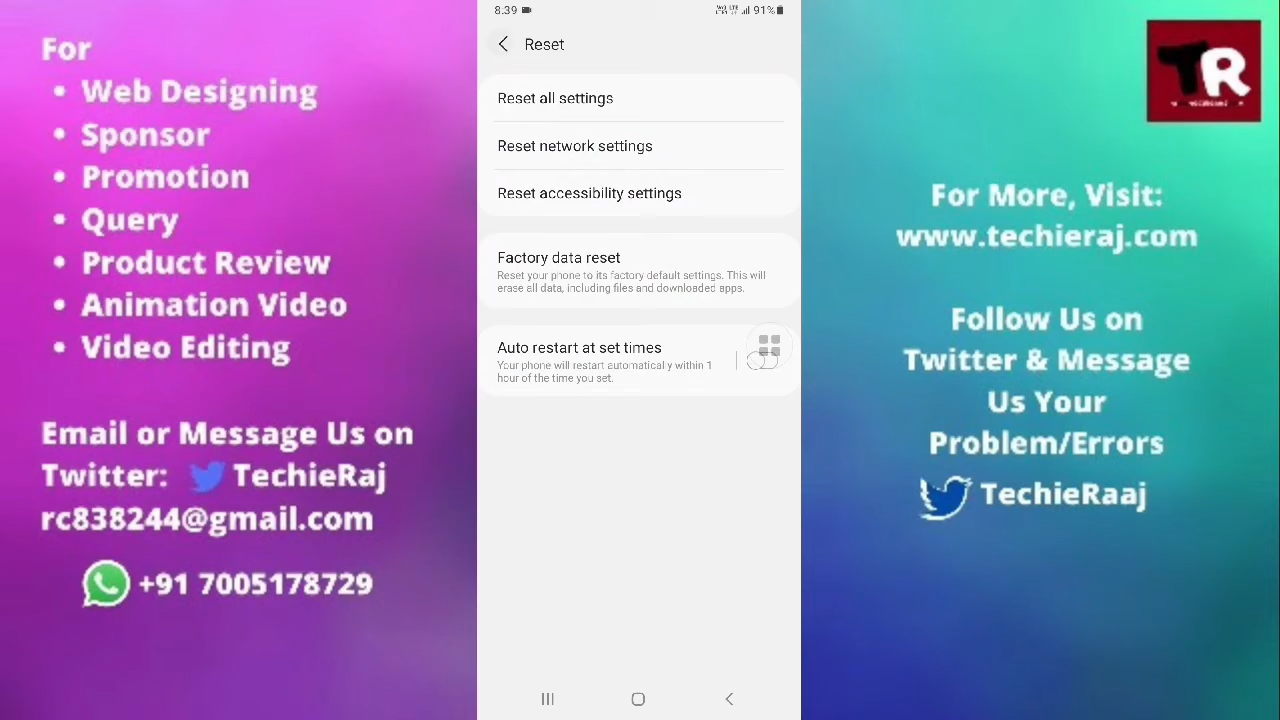 For
• Web Designing
• Sponsor
• Promotion
• Query
• Product Review
• Animation Video
• Video Editing
Email or Message Us on
Twitter: TechieRaj
rc838244@gmail.com
+91 7005178729
8:39
91%
Reset
Reset all settings
Reset network settings
Reset accessibility settings
Factory data reset
Reset your phone to its factory default settings. This will
erase all data, including files and downloaded apps.
Auto restart at set times
Your phone will restart automatically within 1
hour of the time you set.
TR
For More, Visit:
www.techieraj.com
Follow Us on
Twitter & Message
Us Your
Problem/Errors
TechieRaaj